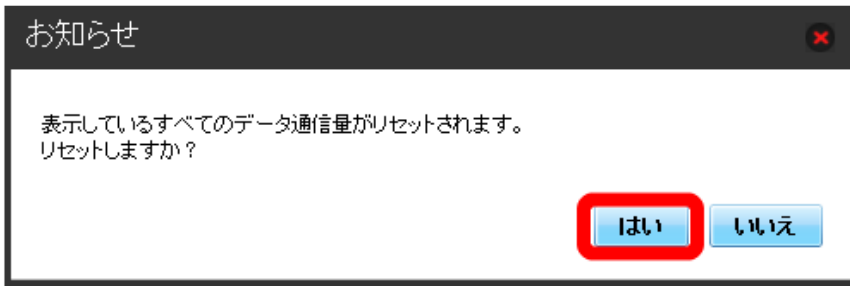 お知らせ
表示しているすべてのデータ通信量がリセットされます。
リセットしますか？
はい
いいえ